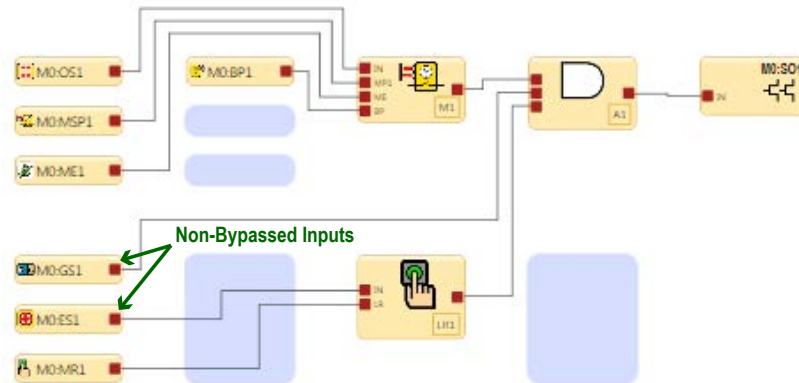 M0:OS1
M0:BP1
IN
MP1
ME
BP
M1
A1
M0:SO1
IN
M0:MSP1
M0:ME1
Non-Bypassed Inputs
M0:GS1
M0:ES1
IN
LR
LR1
M0:MR1